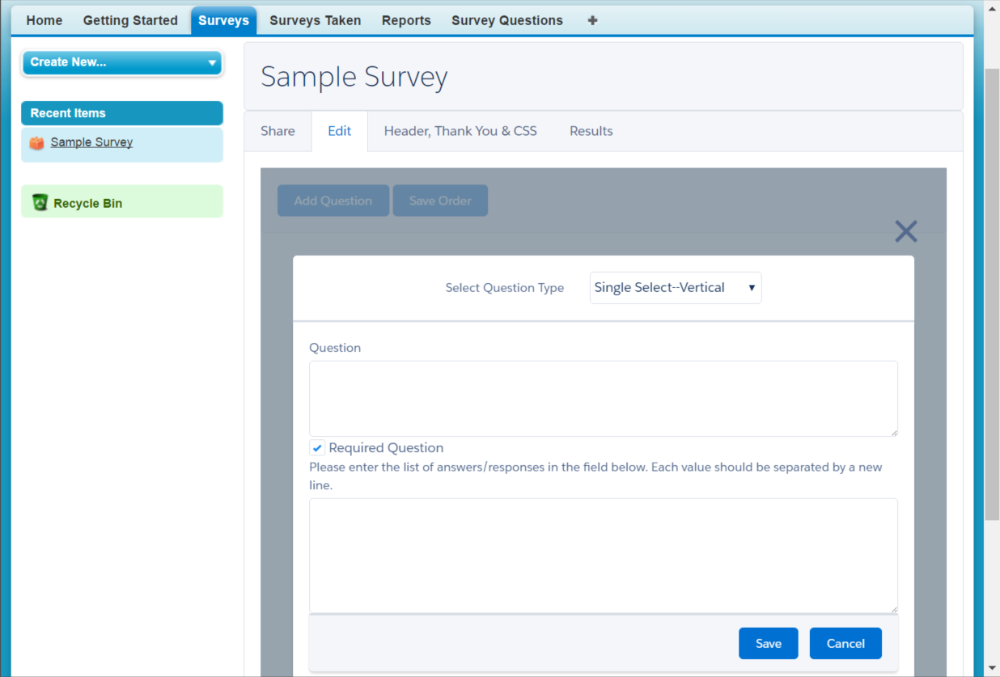 Home Getting Started Surveys Surveys Taken Reports Survey Questions
Create New...
Recent Items
Sample Survey
Recycle Bin
Sample Survey
Share Edit Header, Thank You & CSS Results
Add Question Save Order
Select Question Type Single Select--Vertical
Question
Required Question
Please enter the list of answers/responses in the field below. Each value should be separated by a new
line.
Save Cancel